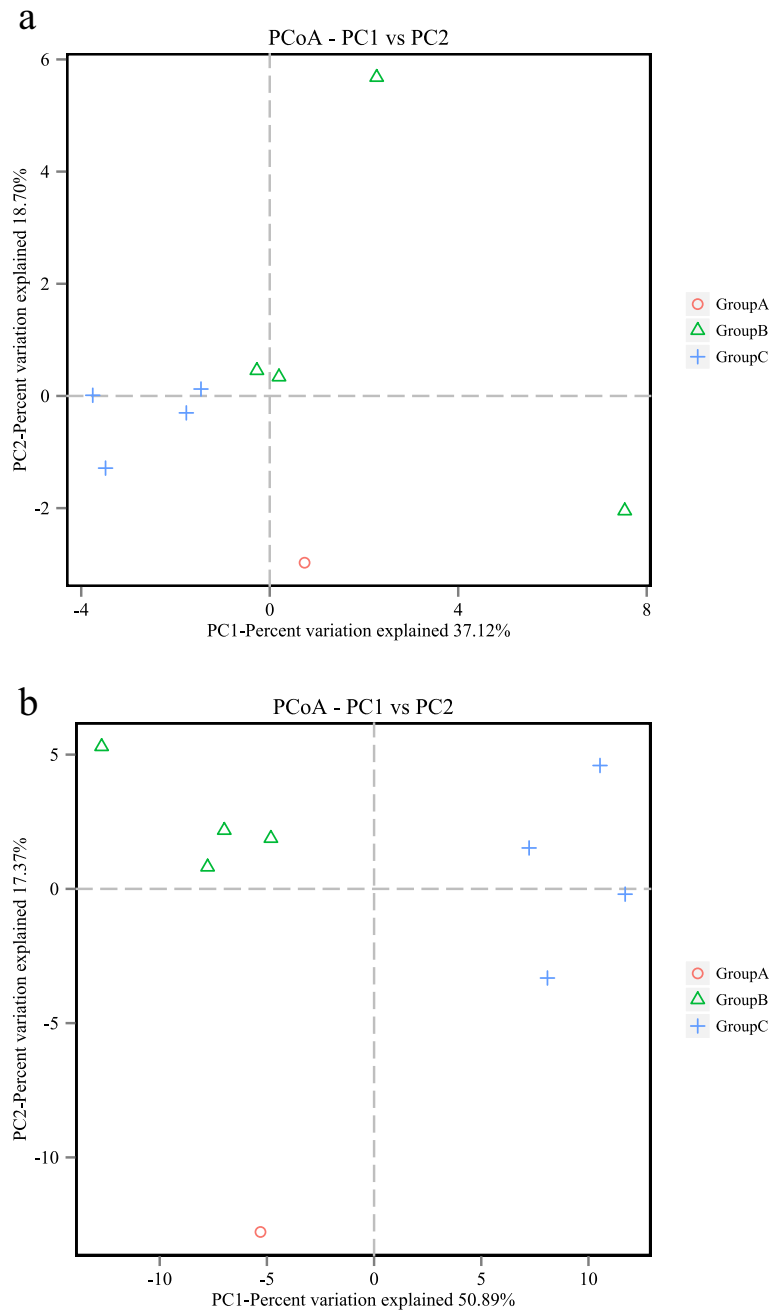 a
PCoA - PC1 vs PC2
PC2-Percent variation explained 18.70%
6
4
2
0
-2
-4
0
4
8
PC1-Percent variation explained 37.12%
GroupA
GroupB
GroupC
b
PCoA - PC1 vs PC2
PC2-Percent variation explained 17.37%
5
0
-5
-10
-10
-5
0
5
10
PC1-Percent variation explained 50.89%
GroupA
GroupB
GroupC